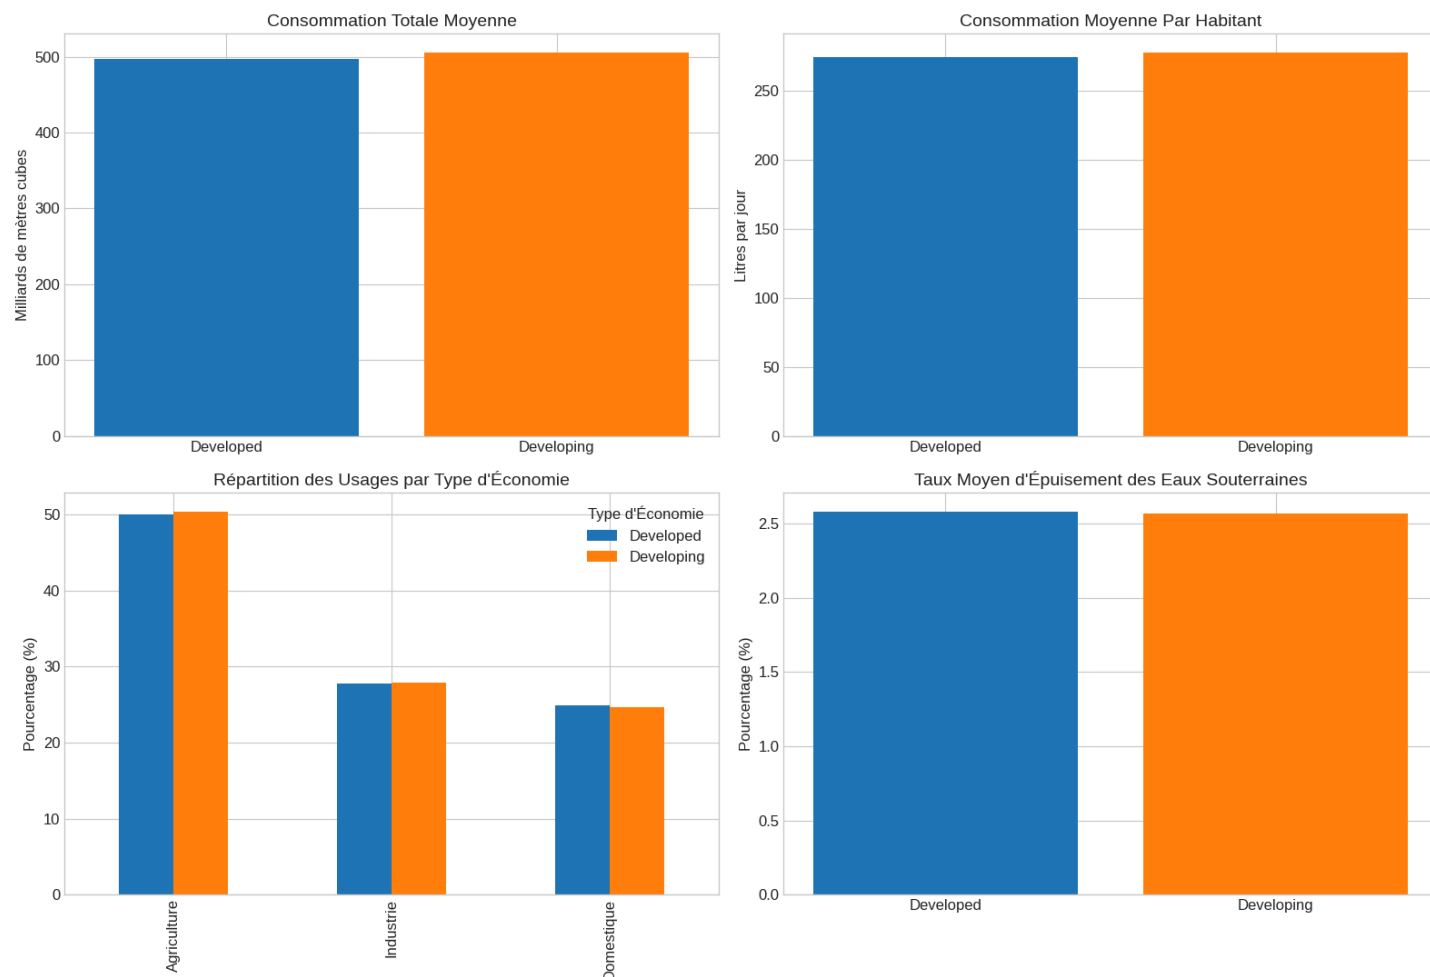 Consommation Totale Moyenne
Milliards de mètres cubes
500
400
300
200
100
0
Developed
Developing
Consommation Moyenne Par Habitant
Litres par jour
250
200
150
100
50
0
Developed
Developing
Répartition des Usages par Type d'Économie
Pourcentage (%)
50
40
30
20
10
0
Type d'Économie
Developed
Developing
Agriculture
Industrie
Domestique
Taux Moyen d'Épuisement des Eaux Souterraines
Pourcentage (%)
2.5
2.0
1.5
1.0
0.5
0.0
Developed
Developing